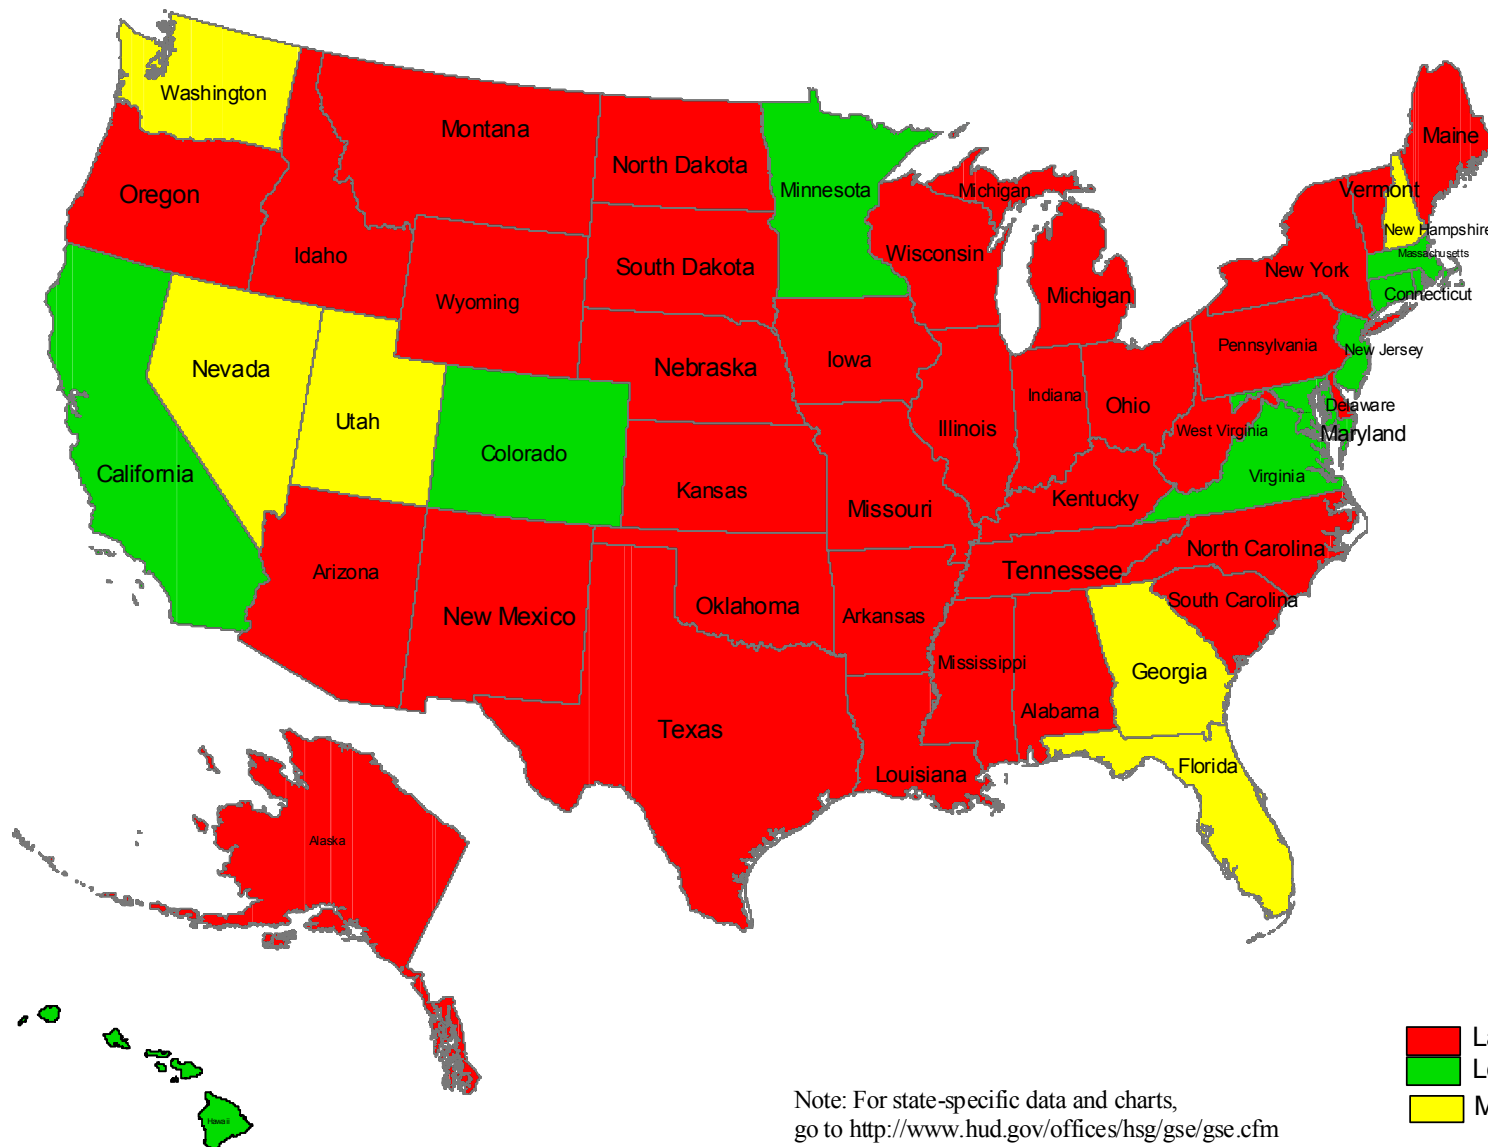 Washington
Montana
North Dakota
Minnesota
Maine
Oregon
Idaho
Michigan
Vermont
New Hampshire
Massachusetts
Wisconsin
South Dakota
New York
Wyoming
Michigan
Connecticut
Nevada
Nebraska
Iowa
Pennsylvania
New Jersey
Utah
Indiana
Ohio
Delaware
Illinois
West Virginia
Maryland
California
Colorado
Kansas
Missouri
Kentucky
Virginia
Arizona
North Carolina
Tennessee
New Mexico
Oklahoma
Arkansas
South Carolina
Mississippi
Georgia
Alabama
Texas
Louisiana
Florida
Alaska
Hawaii
Note: For state-specific data and charts,
go to http://www.hud.gov/offices/hsg/gse/gse.cfm